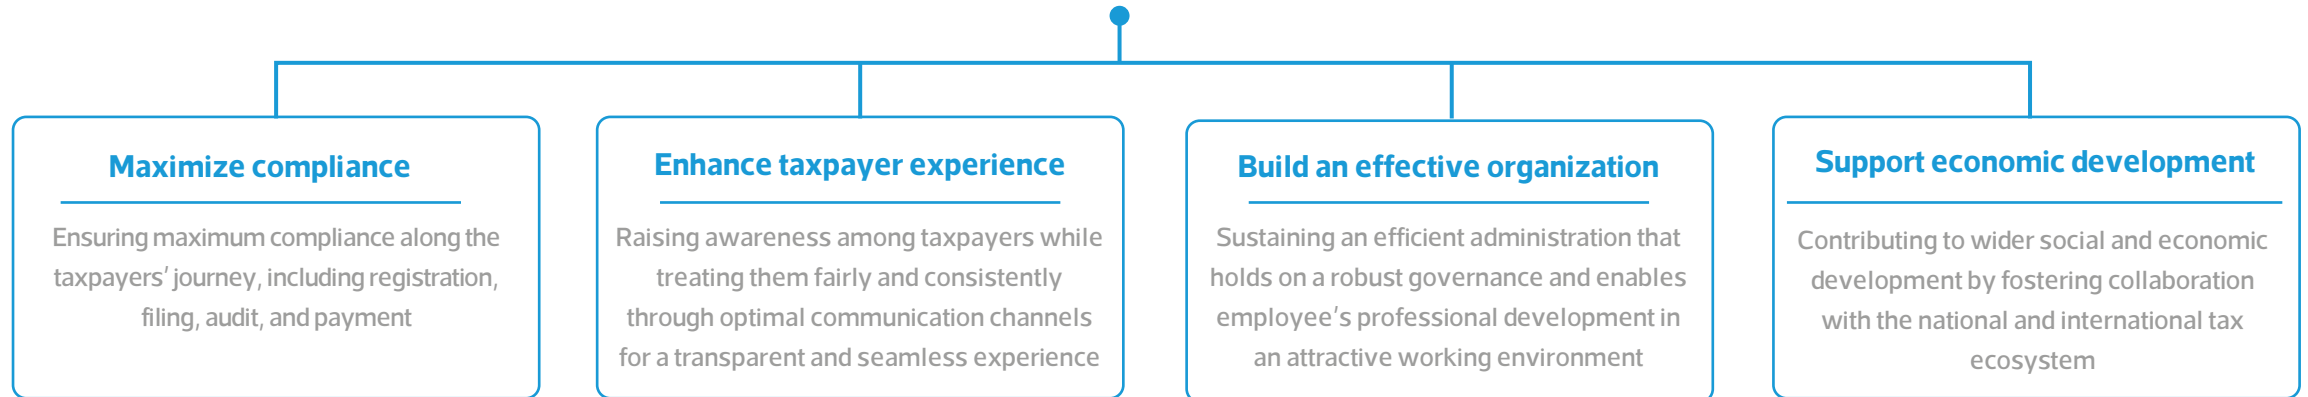 Maximize compliance
Ensuring maximum compliance along the
taxpayers' journey, including registration,
filing, audit, and payment
Enhance taxpayer experience
Raising awareness among taxpayers while
treating them fairly and consistently
through optimal communication channels
for a transparent and seamless experience
Build an effective organization
Sustaining an efficient administration that
holds on a robust governance and enables
employee's professional development in
an attractive working environment
Support economic development
Contributing to wider social and economic
development by fostering collaboration
with the national and international tax
ecosystem